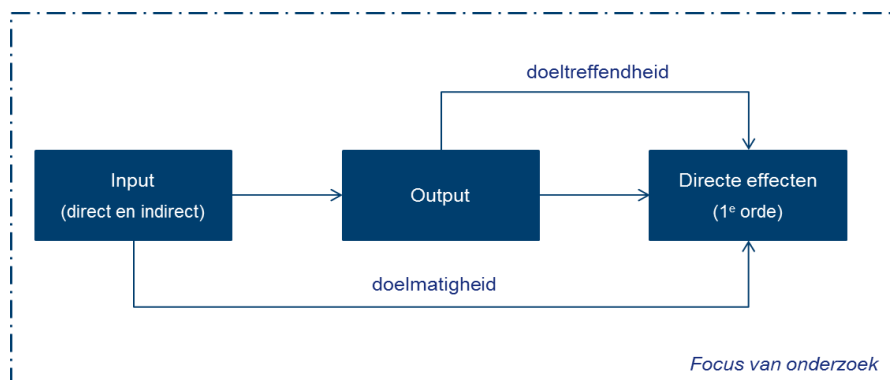 doeltreffendheid
Input
(direct en indirect)
Output
Directe effecten
(1e orde)
doelmatigheid
Focus van onderzoek